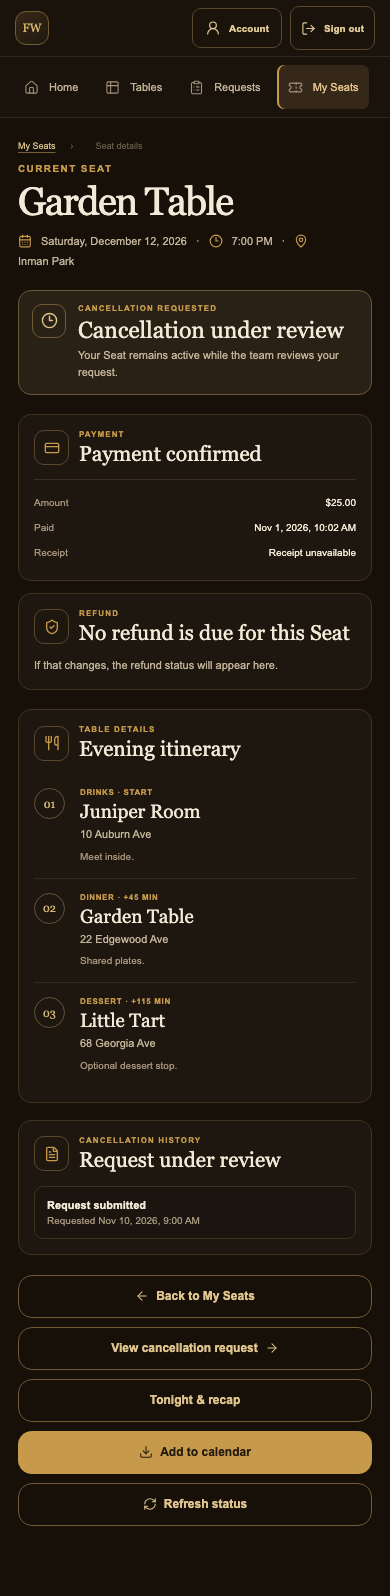 FW
Account
Sign out
Home
Tables
Requests
My Seats
My Seats › Seat details
CURRENT SEAT
Garden Table
Saturday, December 12, 2026 · 7:00 PM ·
Inman Park
CANCELLATION REQUESTED
Cancellation under review
Your Seat remains active while the team reviews your
request.
PAYMENT
Payment confirmed
Amount $25.00
Paid Nov 1, 2026, 10:02 AM
Receipt Receipt unavailable
REFUND
No refund is due for this Seat
If that changes, the refund status will appear here.
TABLE DETAILS
Evening itinerary
01
DRINKS · START
Juniper Room
10 Auburn Ave
Meet inside.
02
DINNER · +45 MIN
Garden Table
22 Edgewood Ave
Shared plates.
03
DESSERT · +115 MIN
Little Tart
68 Georgia Ave
Optional dessert stop.
CANCELLATION HISTORY
Request under review
Request submitted
Requested Nov 10, 2026, 9:00 AM
Back to My Seats
View cancellation request
Tonight & recap
Add to calendar
Refresh status